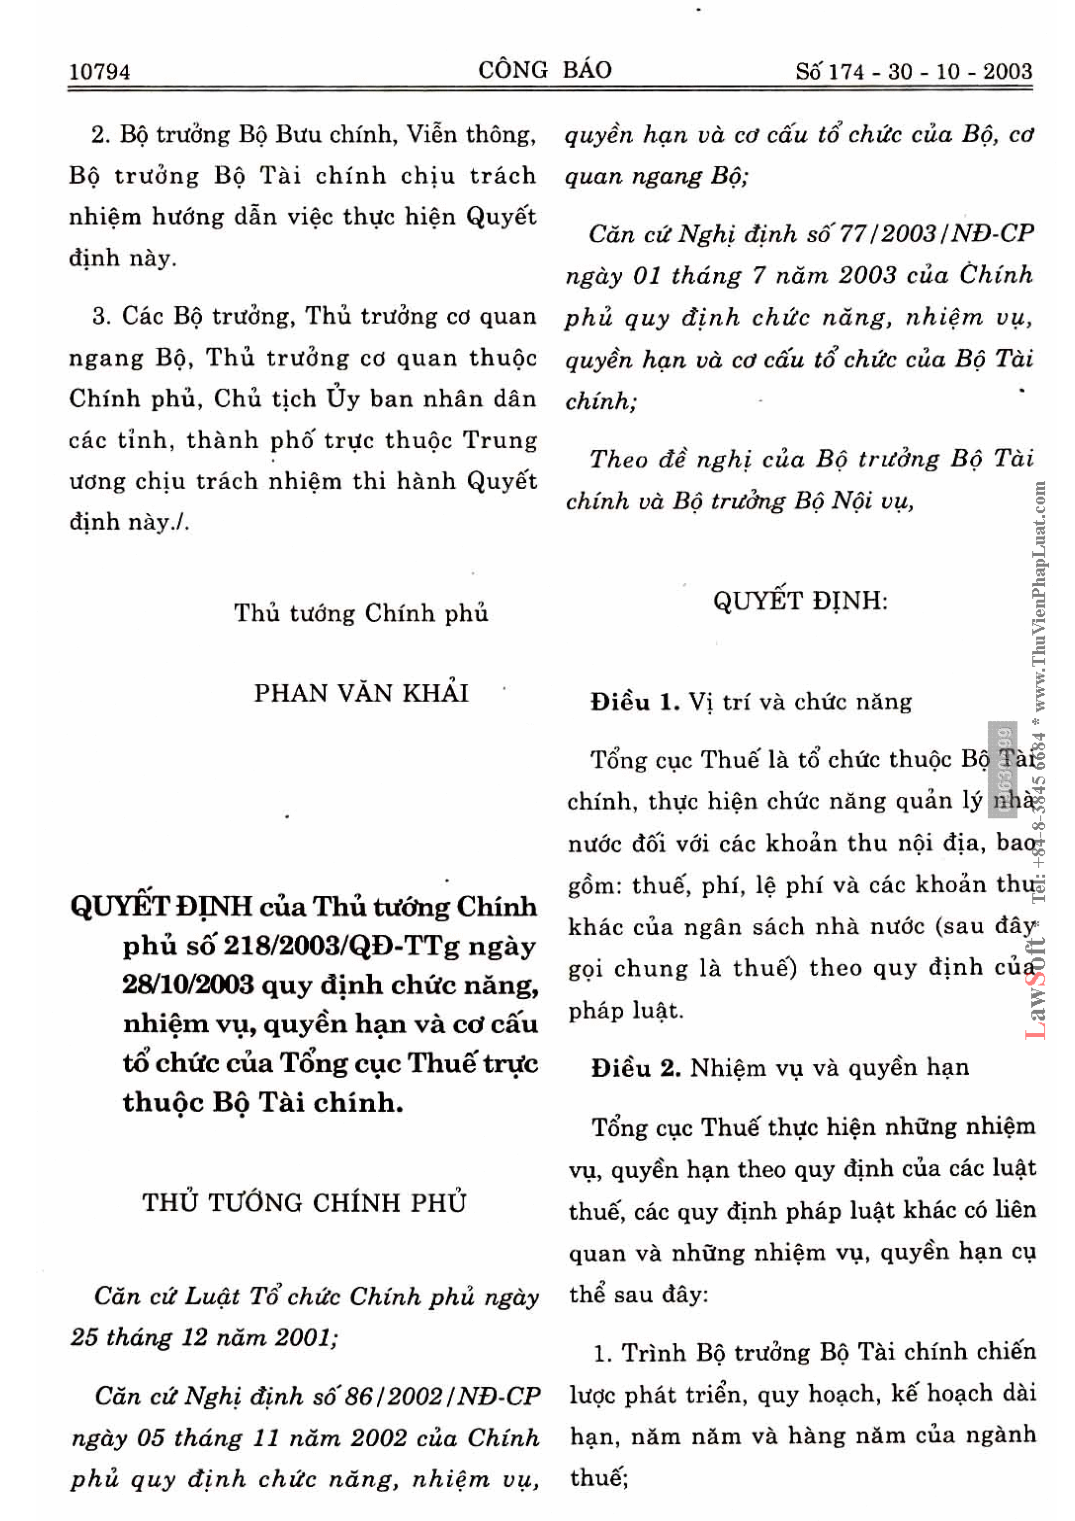 10794
CÔNG BÁO
Số 174 - 30 - 10 - 2003
2. Bộ trưởng Bộ Bưu chính, Viễn thông,
Bộ trưởng Bộ Tài chính chịu trách
nhiệm hướng dẫn việc thực hiện Quyết
định này.
3. Các Bộ trưởng, Thủ trưởng cơ quan
ngang Bộ, Thủ trưởng cơ quan thuộc
Chính phủ, Chủ tịch Ủy ban nhân dân
các tỉnh, thành phố trực thuộc Trung
ương chịu trách nhiệm thi hành Quyết
định này./.
Thủ tướng Chính phủ
PHAN VĂN KHẢI
QUYẾT ĐỊNH của Thủ tướng Chính
phủ số 218/2003/QĐ-TTg ngày
28/10/2003 quy định chức năng,
nhiệm vụ, quyền hạn và cơ cấu
tổ chức của Tổng cục Thuế trực
thuộc Bộ Tài chính.
THỦ TƯỚNG CHÍNH PHỦ
Căn cứ Luật Tổ chức Chính phủ ngày
25 tháng 12 năm 2001;
Căn cứ Nghị định số 86/2002/NĐ-CP
ngày 05 tháng 11 năm 2002 của Chính
phủ quy định chức năng, nhiệm vụ,
quyền hạn và cơ cấu tổ chức của Bộ, cơ
quan ngang Bộ;
Căn cứ Nghị định số 77/2003/NĐ-CP
ngày 01 tháng 7 năm 2003 của Chính
phủ quy định chức năng, nhiệm vụ,
quyền hạn và cơ cấu tổ chức của Bộ Tài
chính;
Theo đề nghị của Bộ trưởng Bộ Tài
chính và Bộ trưởng Bộ Nội vụ,
QUYẾT ĐỊNH:
Điều 1. Vị trí và chức năng
Tổng cục Thuế là tổ chức thuộc Bộ Tài
chính, thực hiện chức năng quản lý nhà
nước đối với các khoản thu nội địa, bao
gồm: thuế, phí, lệ phí và các khoản thu
khác của ngân sách nhà nước (sau đây
gọi chung là thuế) theo quy định của
pháp luật.
Điều 2. Nhiệm vụ và quyền hạn
Tổng cục Thuế thực hiện những nhiệm
vụ, quyền hạn theo quy định của các luật
thuế, các quy định pháp luật khác có liên
quan và những nhiệm vụ, quyền hạn cụ
thể sau đây:
1. Trình Bộ trưởng Bộ Tài chính chiến
lược phát triển, quy hoạch, kế hoạch dài
hạn, năm năm và hàng năm của ngành
thuế;
LawSoft * Tel: +84-8-3845 6684 * www.ThuVienPhapLuat.com